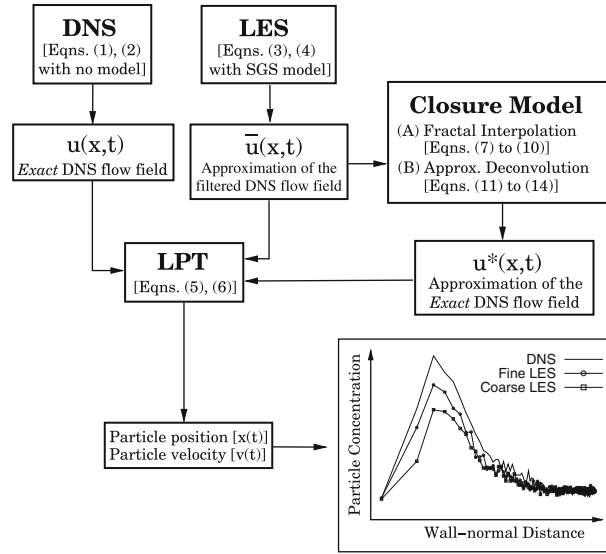 DNS
[Eqns. (1), (2)
with no model]
LES
[Eqns. (3), (4)
with SGS model]
u(x,t)
Exact DNS flow field
u̅(x,t)
Approximation of the
filtered DNS flow field
Closure Model
(A) Fractal Interpolation
[Eqns. (7) to (10)]
(B) Approx. Deconvolution
[Eqns. (11) to (14)]
LPT
[Eqns. (5), (6)]
u*(x,t)
Approximation of the
Exact DNS flow field
Particle position [x(t)]
Particle velocity [v(t)]
Particle Concentration
DNS
Fine LES
Coarse LES
Wall-normal Distance